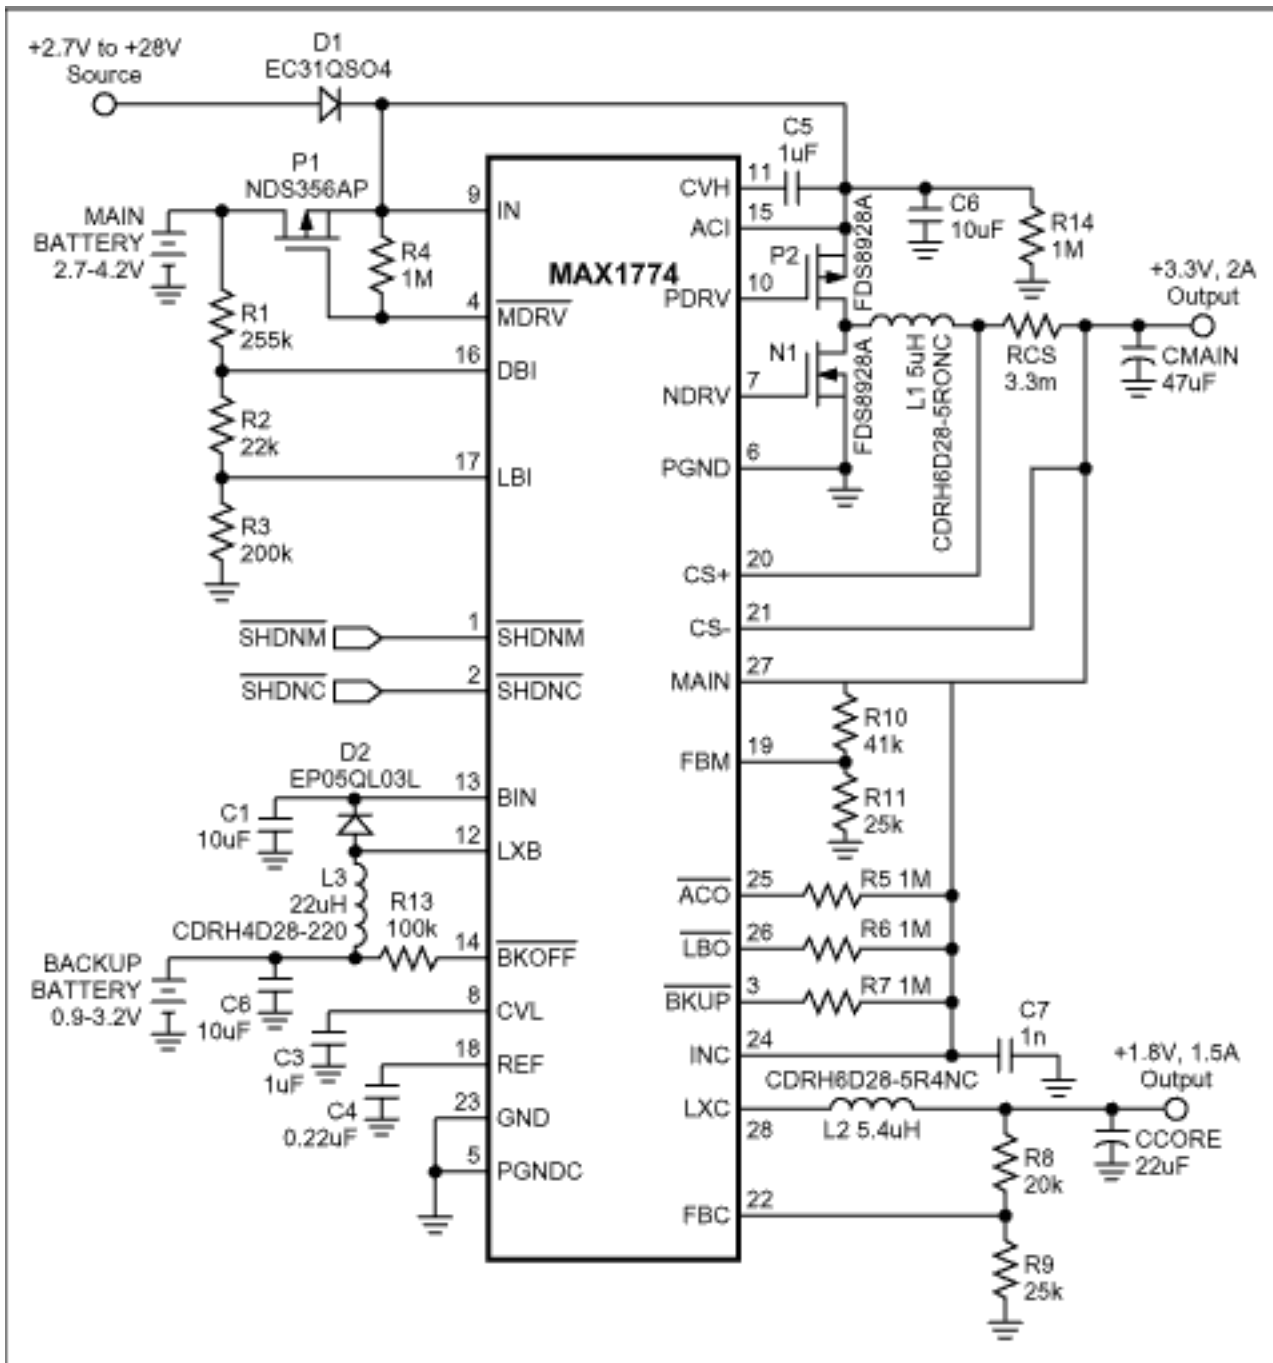 +2.7V to +28V
Source
D1
EC31QSO4
P1
NDS356AP
MAIN
BATTERY
2.7-4.2V
R4
1M
R1
255k
R2
22k
R3
200k
9
IN
4
MDRV
16
DBI
17
LBI
SHDNM
1
SHDNM
SHDNC
2
SHDNC
D2
EP05QL03L
13
BIN
C1
10uF
12
LXB
L3
22uH
CDRH4D28-220
R13
100k
14
BKOFF
BACKUP
BATTERY
0.9-3.2V
C6
10uF
8
CVL
C3
1uF
18
REF
C4
0.22uF
23
GND
5
PGNDC
MAX1774
C5
1uF
CVH
11
ACI
15
C6
10uF
R14
1M
P2
FDS8928A
PDRV
10
+3.3V, 2A
Output
N1
FDS8928A
NDRV
7
L1 5uH
CDRH6D28-5RONC
RCS
3.3m
CMAIN
47uF
PGND
6
CS+
20
CS-
21
MAIN
27
R10
41k
FBM
19
R11
25k
ACO
25
R5 1M
LBO
26
R6 1M
BKUP
3
R7 1M
INC
24
C7
1n
+1.8V, 1.5A
Output
CDRH6D28-5R4NC
LXC
28
L2 5.4uH
CCORE
22uF
R8
20k
FBC
22
R9
25k